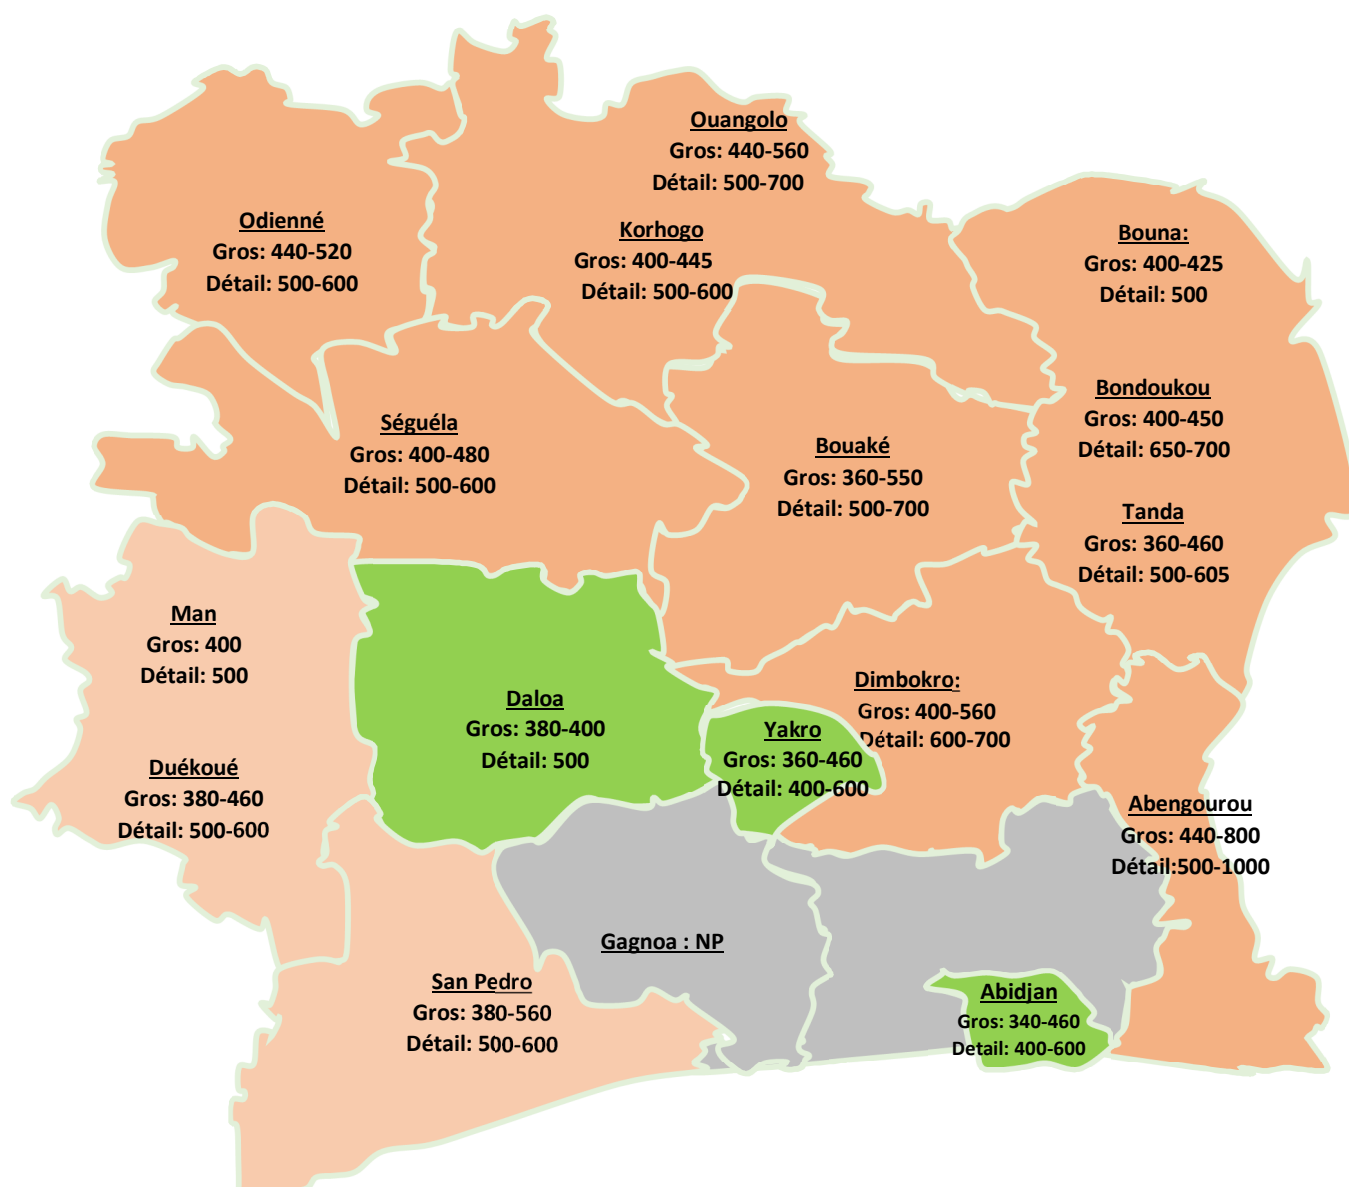 Ouangolo
Gros: 440-560
Détail: 500-700
Odienné
Gros: 440-520
Détail: 500-600
Korhogo
Gros: 400-445
Détail: 500-600
Bouna:
Gros: 400-425
Détail: 500
Bondoukou
Gros: 400-450
Détail: 650-700
Séguéla
Gros: 400-480
Détail: 500-600
Bouaké
Gros: 360-550
Détail: 500-700
Tanda
Gros: 360-460
Détail: 500-605
Man
Gros: 400
Détail: 500
Daloa
Gros: 380-400
Détail: 500
Yakro
Gros: 360-460
Détail: 400-600
Dimbokro:
Gros: 400-560
Détail: 600-700
Duékoué
Gros: 380-460
Détail: 500-600
Abengourou
Gros: 440-800
Détail:500-1000
Gagnoa : NP
San Pedro
Gros: 380-560
Détail: 500-600
Abidjan
Gros: 340-460
Detail: 400-600